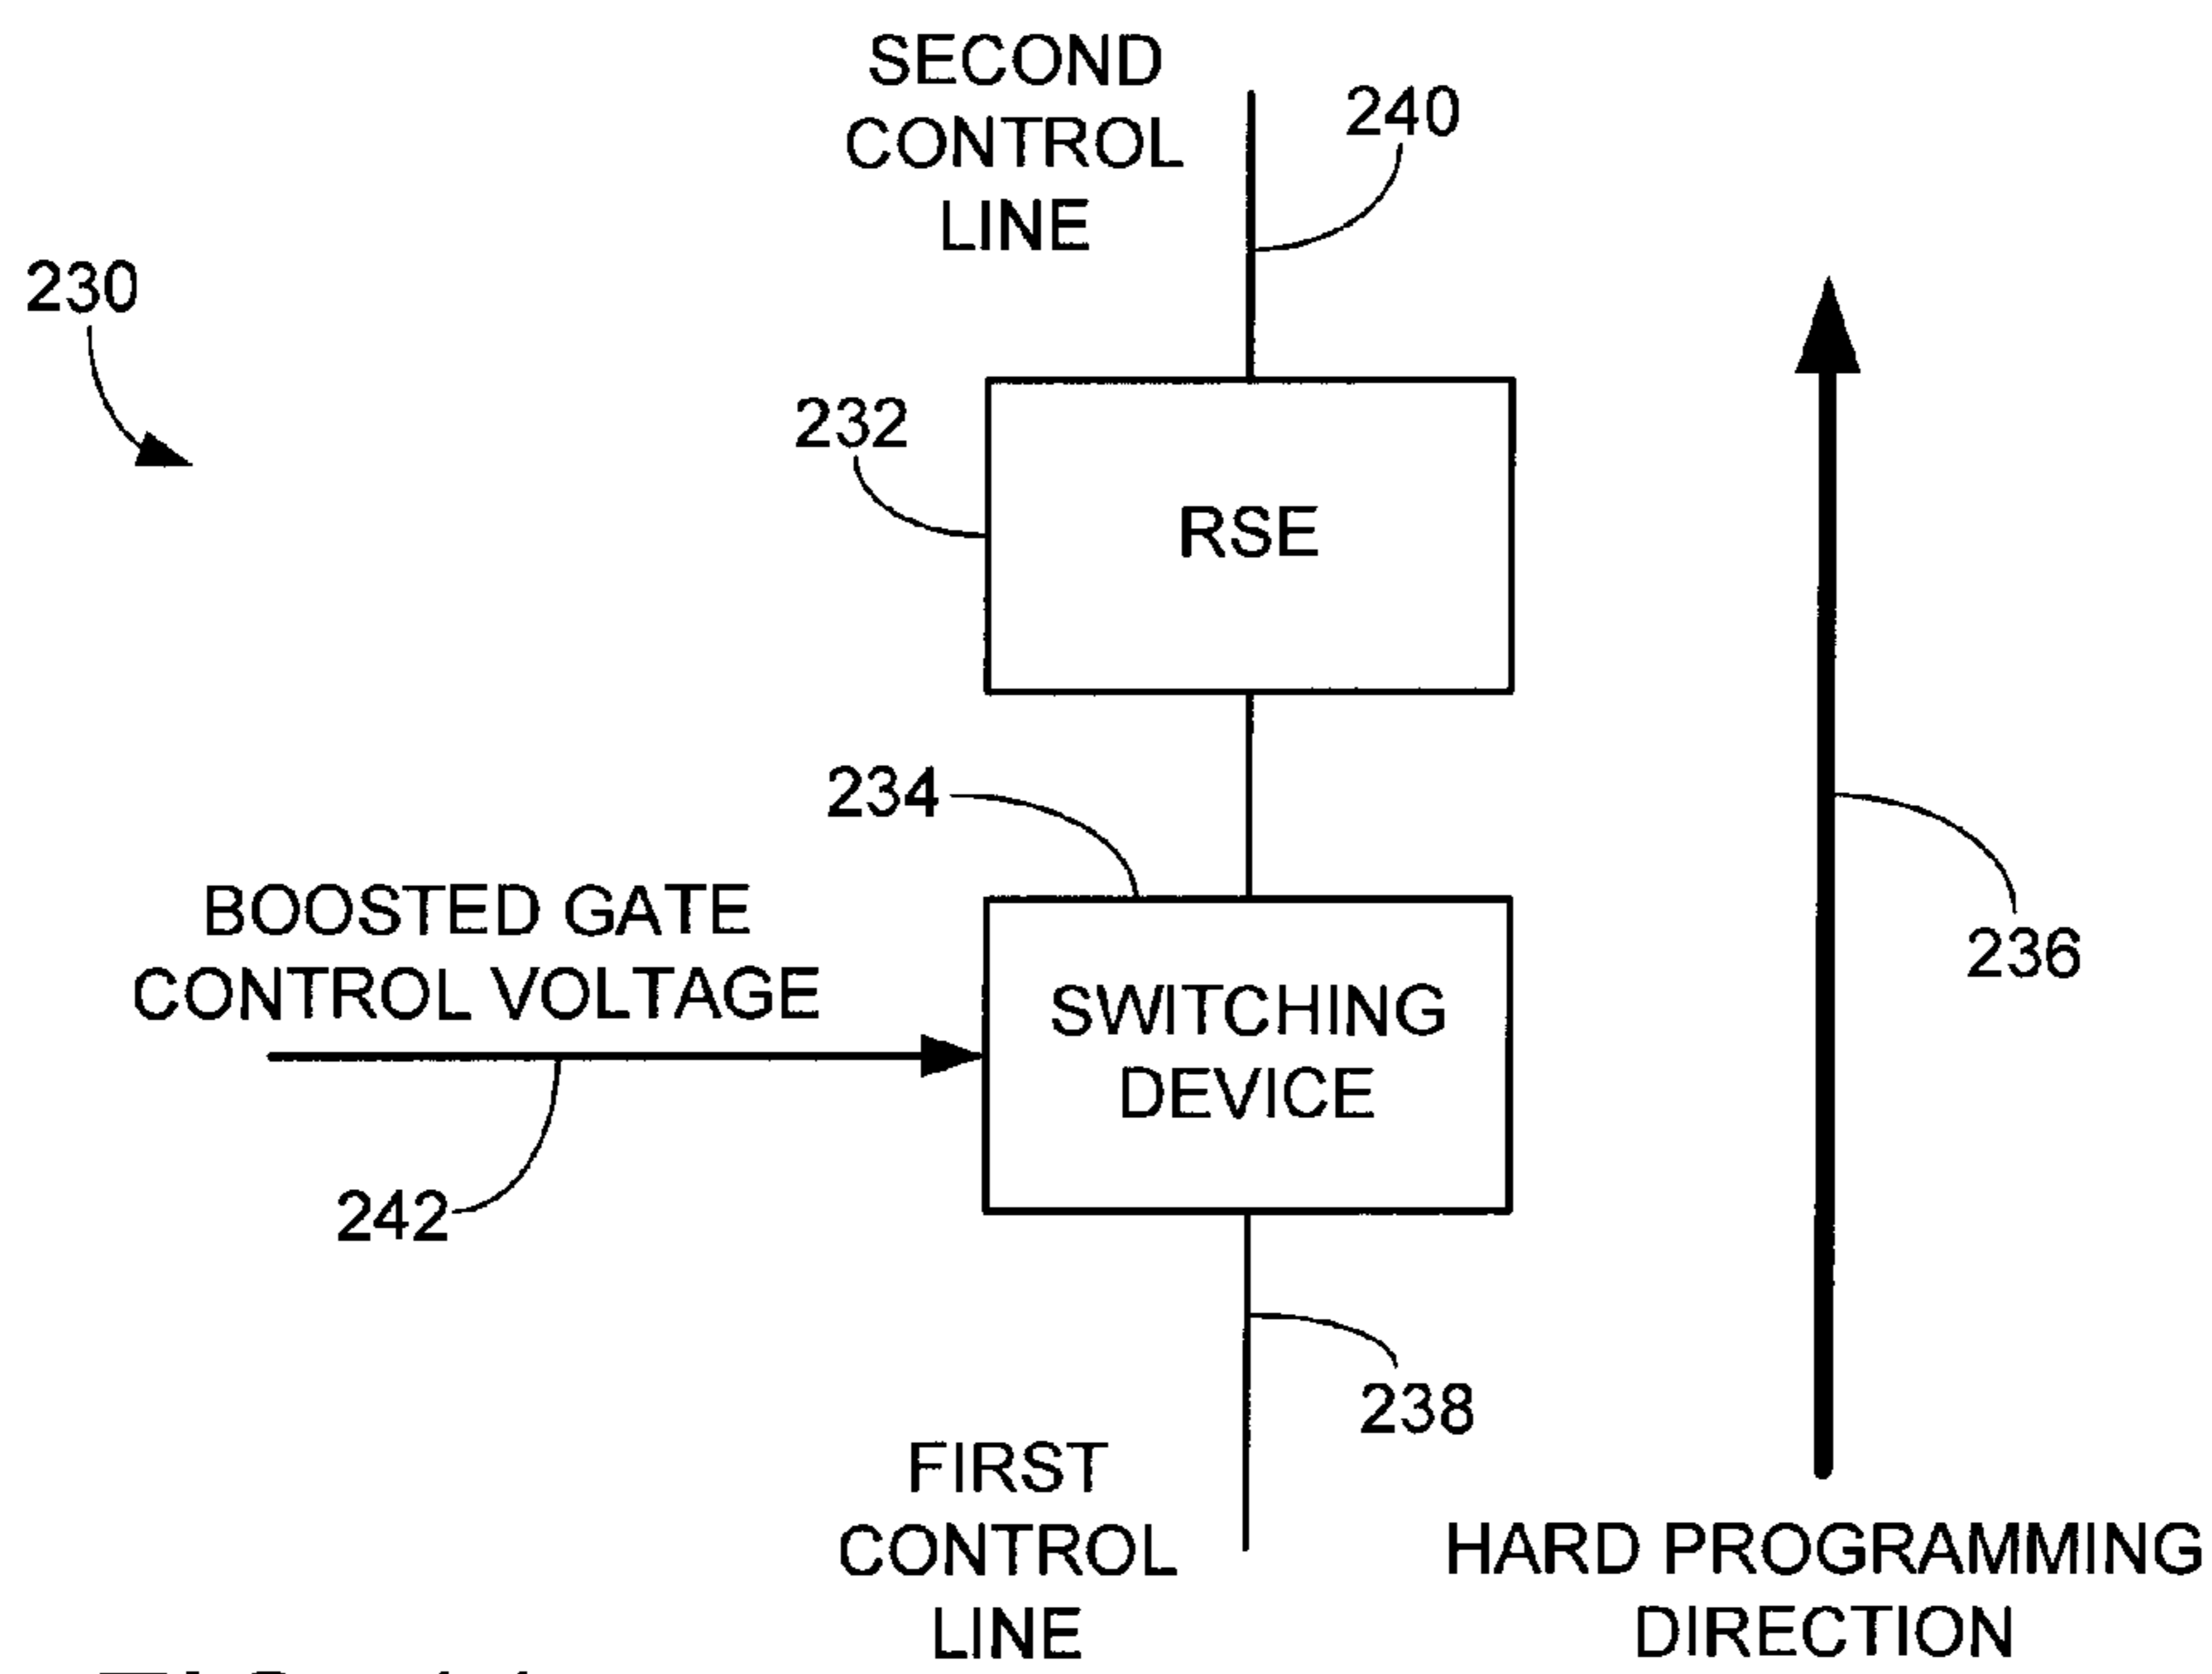 SECOND
CONTROL
LINE
240
230
232
RSE
234
BOOSTED GATE
CONTROL VOLTAGE
SWITCHING
DEVICE
236
242
238
FIRST
CONTROL
LINE
HARD PROGRAMMING
DIRECTION